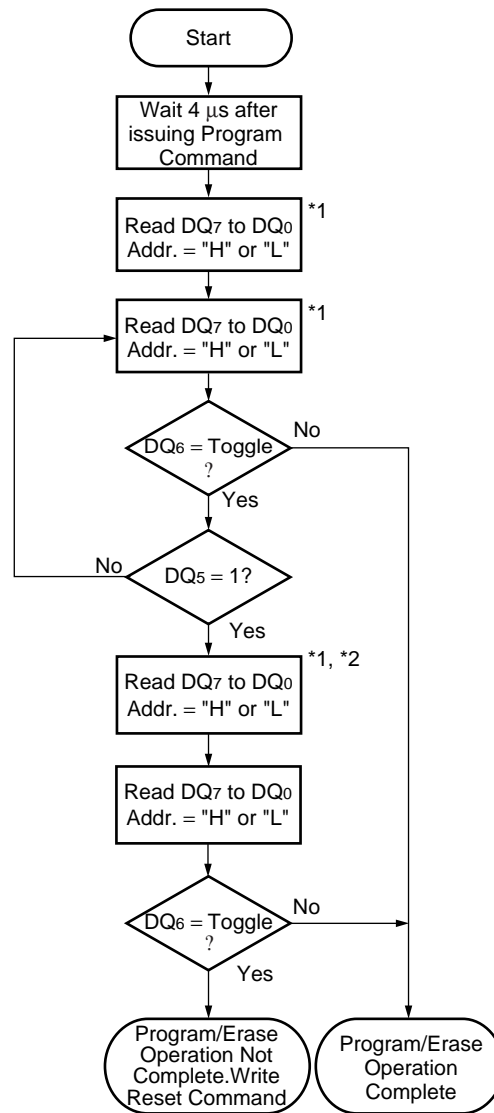 Start
Wait 4 μs after
issuing Program
Command
Read DQ7 to DQ0
Addr. = "H" or "L"
*1
Read DQ7 to DQ0
Addr. = "H" or "L"
*1
DQ6 = Toggle
?
No
Yes
DQ5 = 1?
No
Yes
Read DQ7 to DQ0
Addr. = "H" or "L"
*1, *2
Read DQ7 to DQ0
Addr. = "H" or "L"
DQ6 = Toggle
?
No
Yes
Program/Erase
Operation Not
Complete.Write
Reset Command
Program/Erase
Operation
Complete